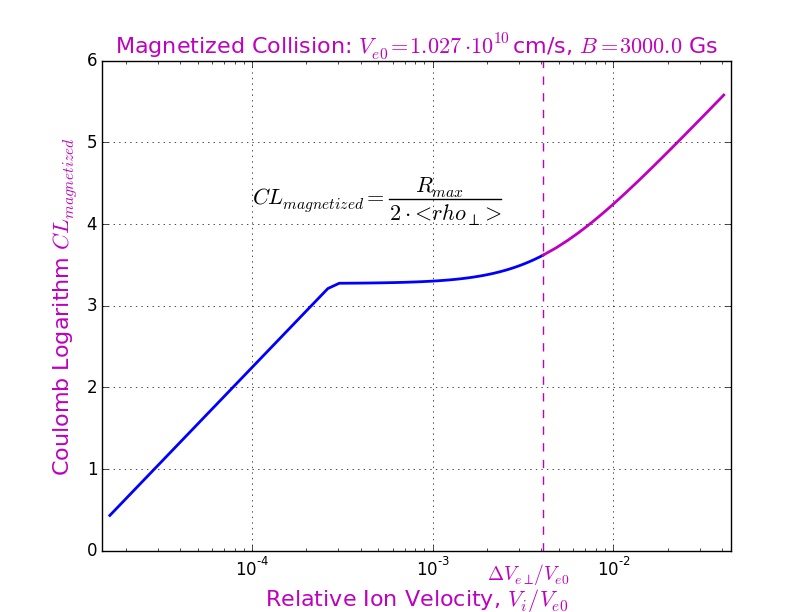 Magnetized Collision: V_{e0} = 1.027 · 10^{10} cm/s, B = 3000.0 Gs
6
5
4
3
2
1
0
Coulomb Logarithm CL_{magnetized}
CL_{magnetized} = R_{max} / 2 · <rho_⊥>
10^{-4} 10^{-3} 10^{-2}
ΔV_{e⊥}/V_{e0}
Relative Ion Velocity, V_i/V_{e0}